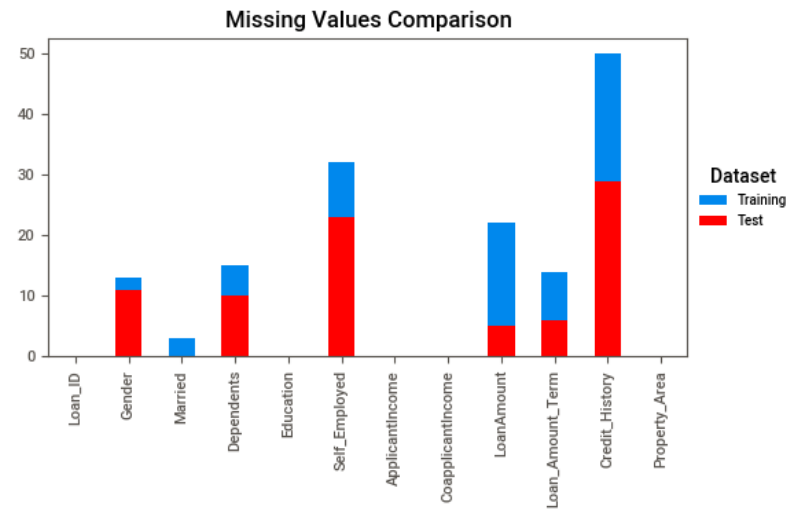 Missing Values Comparison
50
40
30
20
10
0
Loan_ID
Gender
Married
Dependents
Education
Self_Employed
ApplicantIncome
CoapplicantIncome
LoanAmount
Loan_Amount_Term
Credit_History
Property_Area
Dataset
Training
Test